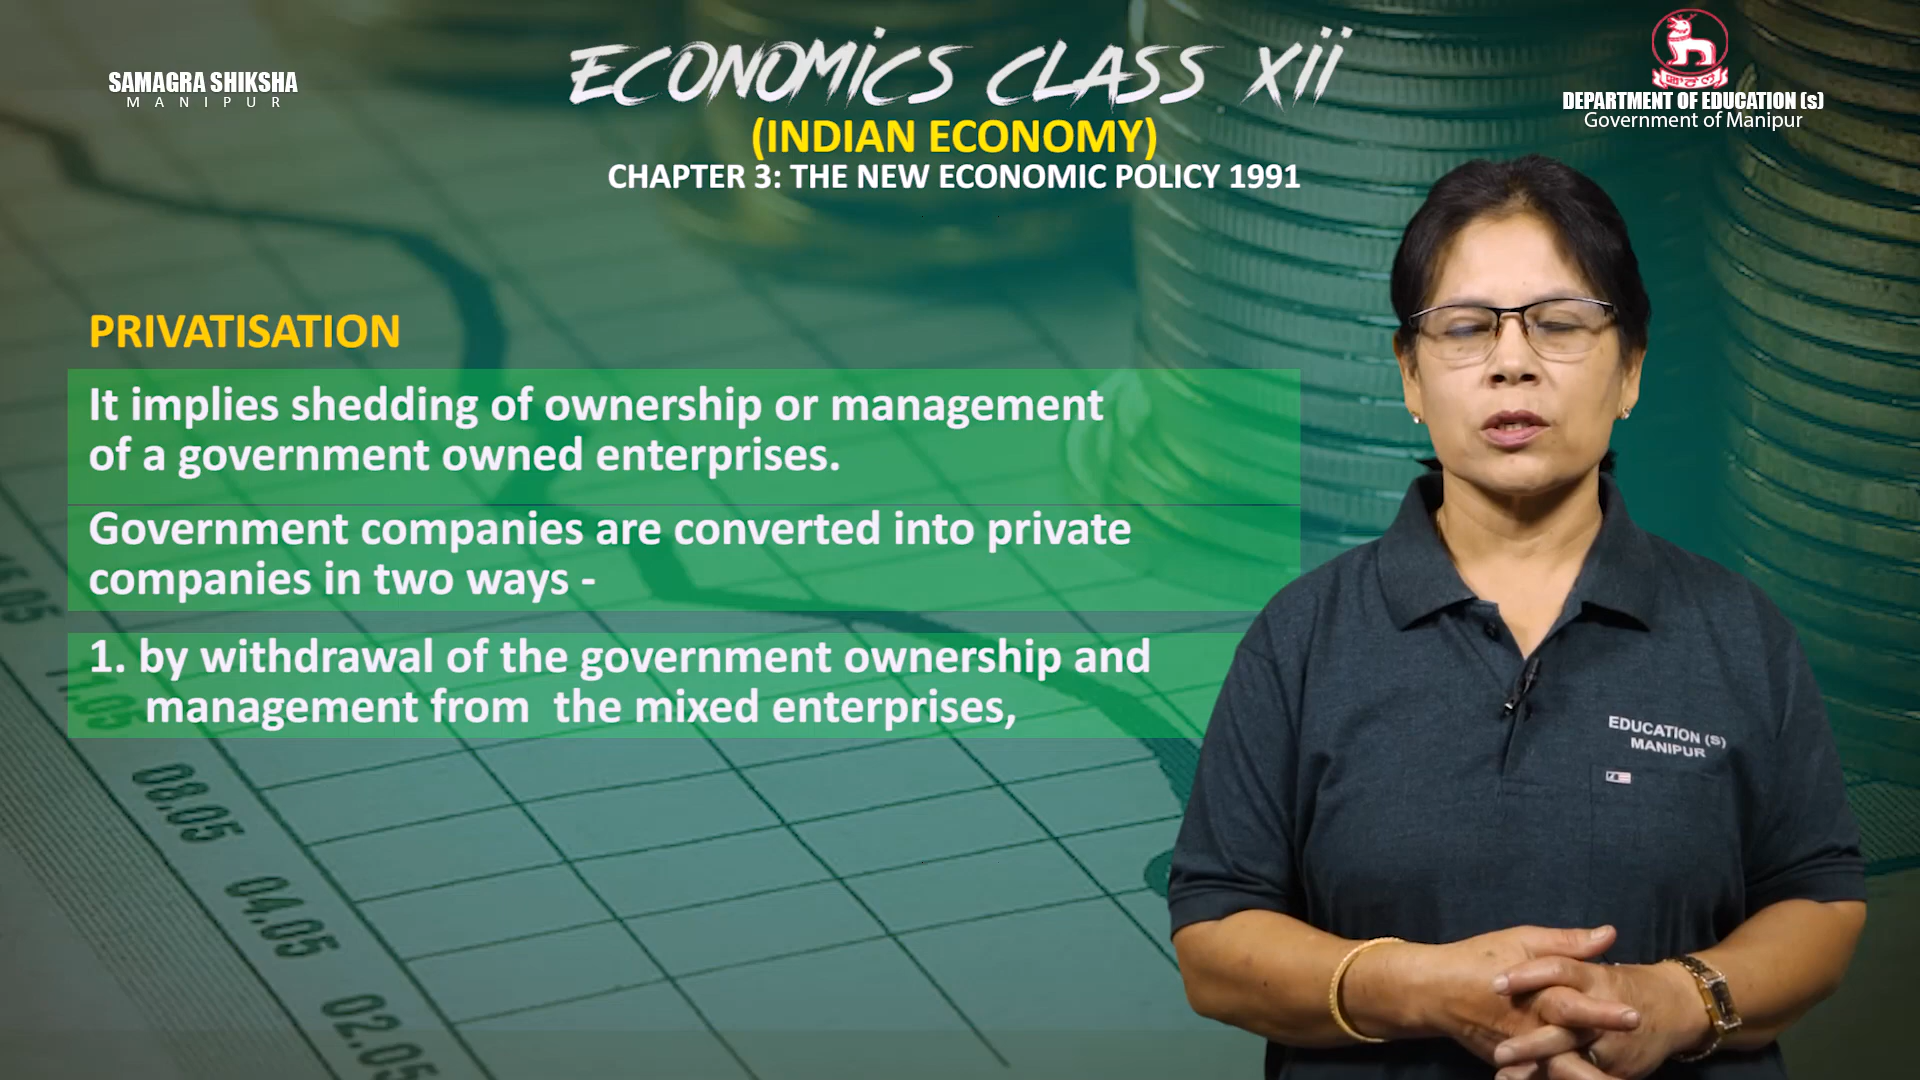 SAMAGRA SHIKSHA
MANIPUR
ECONOMICS CLASS Xii
(INDIAN ECONOMY)
CHAPTER 3: THE NEW ECONOMIC POLICY 1991
DEPARTMENT OF EDUCATION (s)
Government of Manipur
PRIVATISATION
It implies shedding of ownership or management
of a government owned enterprises.
Government companies are converted into private
companies in two ways -
1. by withdrawal of the government ownership and
management from the mixed enterprises,
EDUCATION (S)
MANIPUR
08.05
04.05
02.05